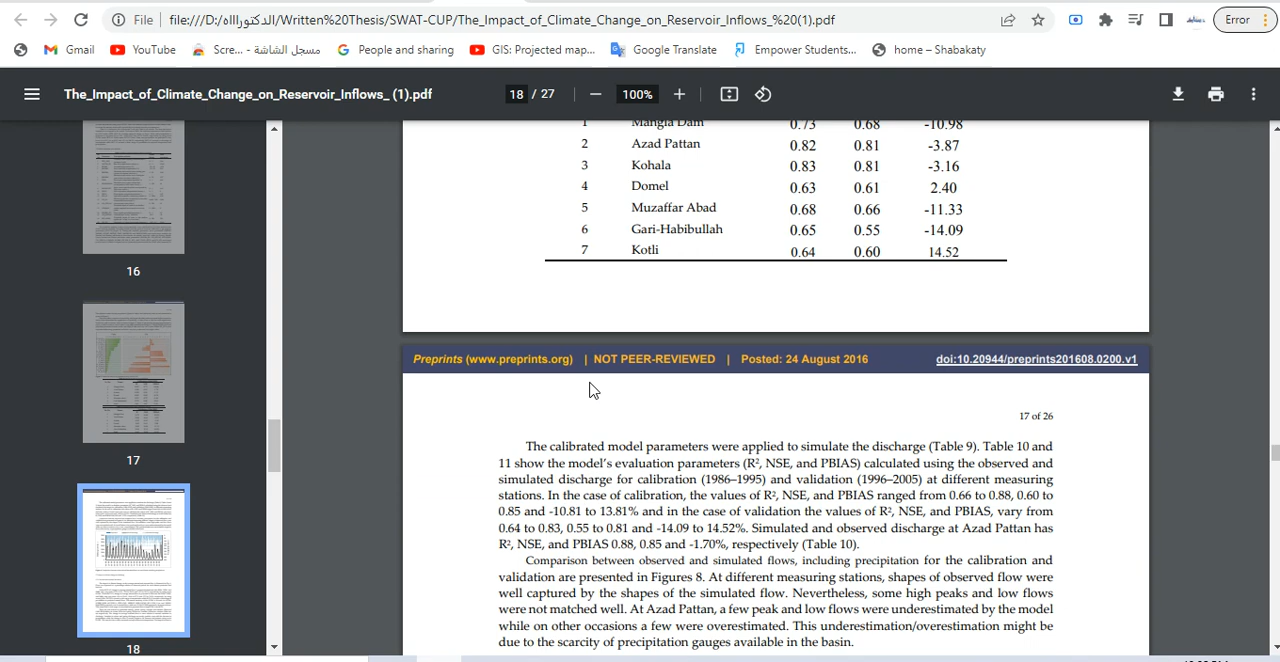 File
file:///D:/الدكتوراالاه/Written%20Thesis/SWAT-CUP/The_Impact_of_Climate_Change_on_Reservoir_Inflows_%20(1).pdf
Error
Gmail
YouTube
Scre... - مسجل الشاشة
People and sharing
GIS: Projected map...
Google Translate
Empower Students...
home – Shabakaty
The_Impact_of_Climate_Change_on_Reservoir_Inflows_ (1).pdf
18 / 27
100%
16
17
18
1 Mangla Dam 0.73 0.68 -10.98
2 Azad Pattan 0.82 0.81 -3.87
3 Kohala 0.83 0.81 -3.16
4 Domel 0.63 0.61 2.40
5 Muzaffar Abad 0.68 0.66 -11.33
6 Gari-Habibullah 0.65 0.55 -14.09
7 Kotli 0.64 0.60 14.52
Preprints (www.preprints.org) | NOT PEER-REVIEWED | Posted: 24 August 2016 doi:10.20944/preprints201608.0200.v1
17 of 26
The calibrated model parameters were applied to simulate the discharge (Table 9). Table 10 and
11 show the model's evaluation parameters (R², NSE, and PBIAS) calculated using the observed and
simulated discharge for calibration (1986–1995) and validation (1996–2005) at different measuring
stations. In the case of calibration, the values of R², NSE, and PBIAS ranged from 0.66 to 0.88, 0.60 to
0.85 and -10.81 to 13.81% and in the case of validation the values of R², NSE, and PBIAS, vary from
0.64 to 0.83, 0.55 to 0.81 and -14.09 to 14.52%. Simulated and observed discharge at Azad Pattan has
R², NSE, and PBIAS 0.88, 0.85 and -1.70%, respectively (Table 10).
Comparison between observed and simulated flows, including precipitation for the calibration and
validation are presented in Figures 8. At different measuring stations, shapes of observed flow were
well captured by the shapes of the simulated flow. Nevertheless, some high peaks and low flows
were not matched well. At Azad Pattan, a few peak and low flows were underestimated by the model
while on other occasions a few were overestimated. This underestimation/overestimation might be
due to the scarcity of precipitation gauges available in the basin.